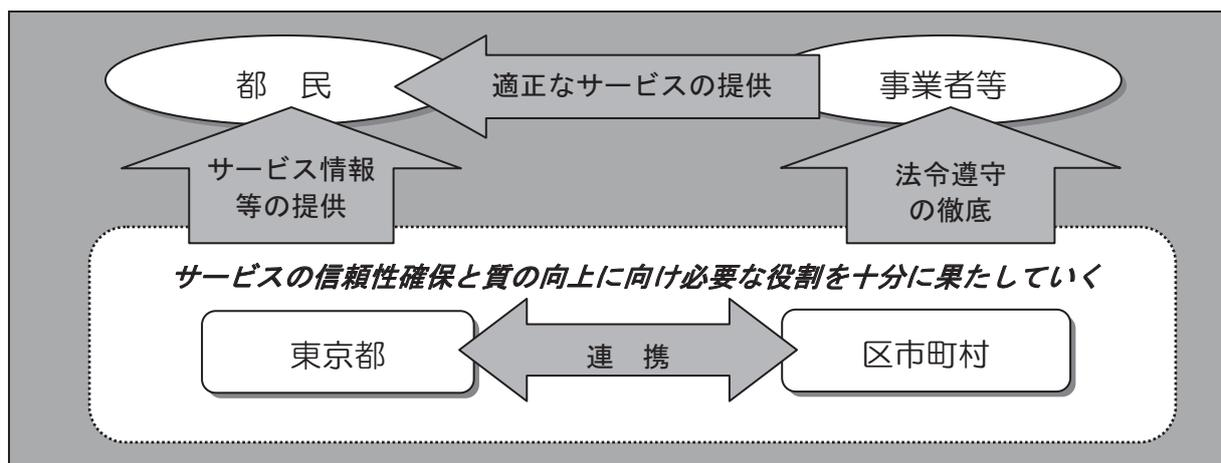 都　民
適正なサービスの提供
事業者等
サービス情報
等の提供
法令遵守
の徹底
サービスの信頼性確保と質の向上に向け必要な役割を十分に果たしていく
東京都
連　携
区市町村